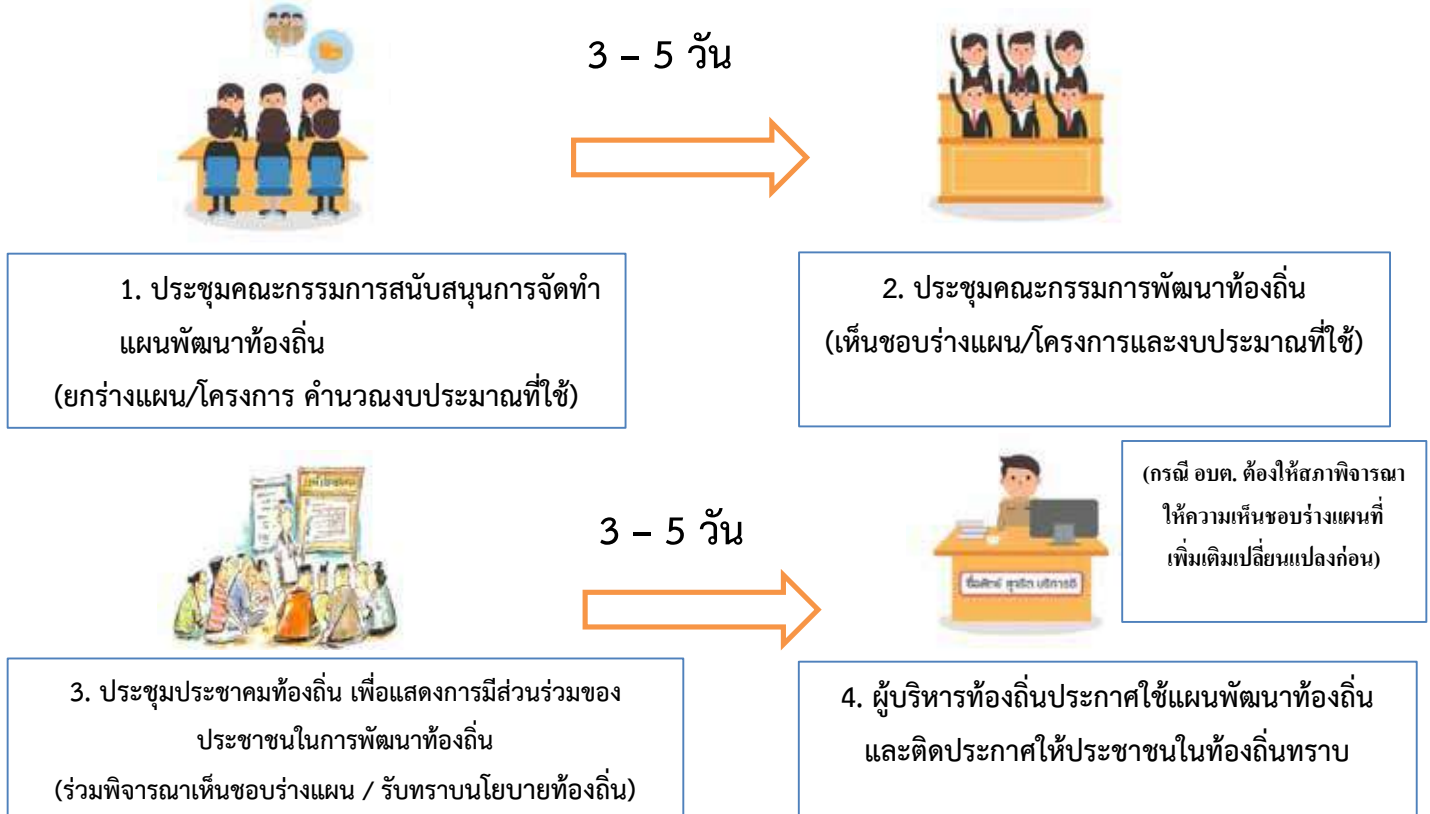 3 – 5 วัน
1. ประชุมคณะกรรมการสนับสนุนการจัดทำ
แผนพัฒนาท้องถิ่น
(ยกร่างแผน/โครงการ คำนวณงบประมาณที่ใช้)
2. ประชุมคณะกรรมการพัฒนาท้องถิ่น
(เห็นชอบร่างแผน/โครงการและงบประมาณที่ใช้)
3 – 5 วัน
(กรณี อบต. ต้องให้สภาพิจารณา
ให้ความเห็นชอบร่างแผนที่
เพิ่มเติมเปลี่ยนแปลงก่อน)
ซื่อสัตย์ สุจริต บริการดี
3. ประชุมประชาคมท้องถิ่น เพื่อแสดงการมีส่วนร่วมของ
ประชาชนในการพัฒนาท้องถิ่น
(ร่วมพิจารณาเห็นชอบร่างแผน / รับทราบนโยบายท้องถิ่น)
4. ผู้บริหารท้องถิ่นประกาศใช้แผนพัฒนาท้องถิ่น
และติดประกาศให้ประชาชนในท้องถิ่นทราบ